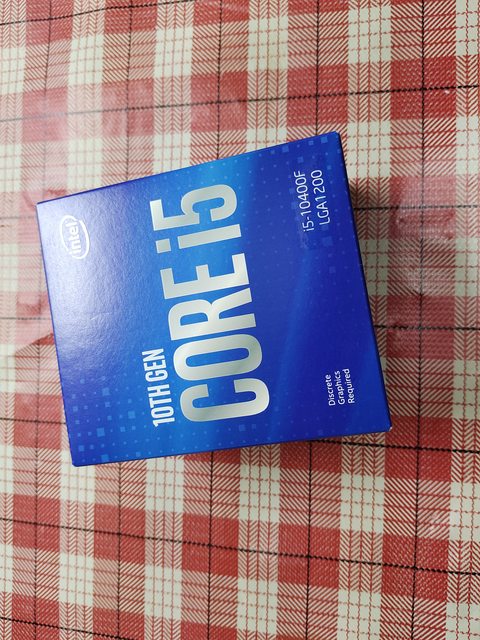 intel
10TH GEN
CORE i5
i5-10400F
LGA1200
Discrete
Graphics
Required